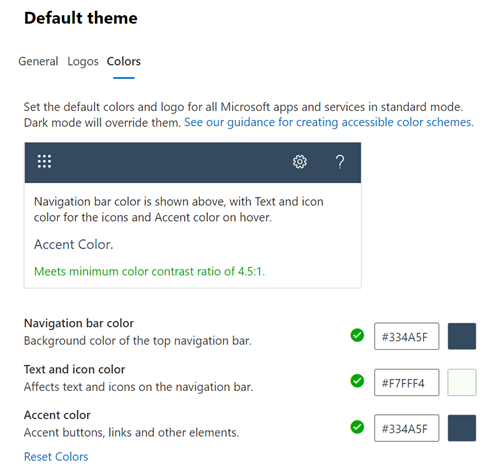 Default theme
General Logos Colors
Set the default colors and logo for all Microsoft apps and services in standard mode.
Dark mode will override them. See our guidance for creating accessible color schemes.
?
Navigation bar color is shown above, with Text and icon
color for the icons and Accent color on hover.
Accent Color.
Meets minimum color contrast ratio of 4.5:1.
Navigation bar color
Background color of the top navigation bar.
#334A5F
Text and icon color
Affects text and icons on the navigation bar.
#F7FFF4
Accent color
Accent buttons, links and other elements.
#334A5F
Reset Colors